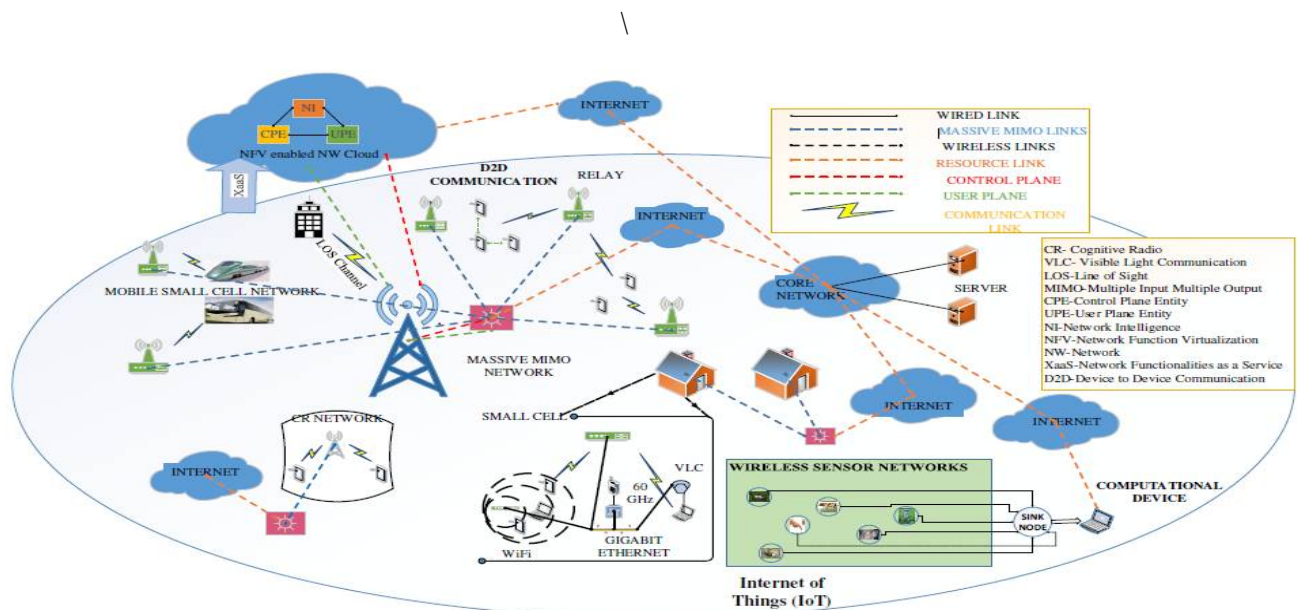 \
NI
CPE
UPE
NFV enabled NW Cloud
XaaS
INTERNET
WIRED LINK
MASSIVE MIMO LINKS
WIRELESS LINKS
RESOURCE LINK
CONTROL PLANE
USER PLANE
COMMUNICATION
LINK
D2D
COMMUNICATION
RELAY
INTERNET
LOS Channel
MOBILE SMALL CELL NETWORK
CORE
NETWORK
SERVER
CR- Cognitive Radio
VLC- Visible Light Communication
LOS-Line of Sight
MIMO-Multiple Input Multiple Output
CPE-Control Plane Entity
UPE-User Plane Entity
NI-Network Intelligence
NFV-Network Function Virtualization
NW-Network
XaaS-Network Functionalities as a Service
D2D-Device to Device Communication
MASSIVE MIMO
NETWORK
SMALL CELL
INTERNET
INTERNET
CR NETWORK
INTERNET
VLC
60
GHz
WiFi
GIGABIT
ETHERNET
WIRELESS SENSOR NETWORKS
SINK
NODE
COMPUTATIONAL
DEVICE
Internet of
Things (IoT)